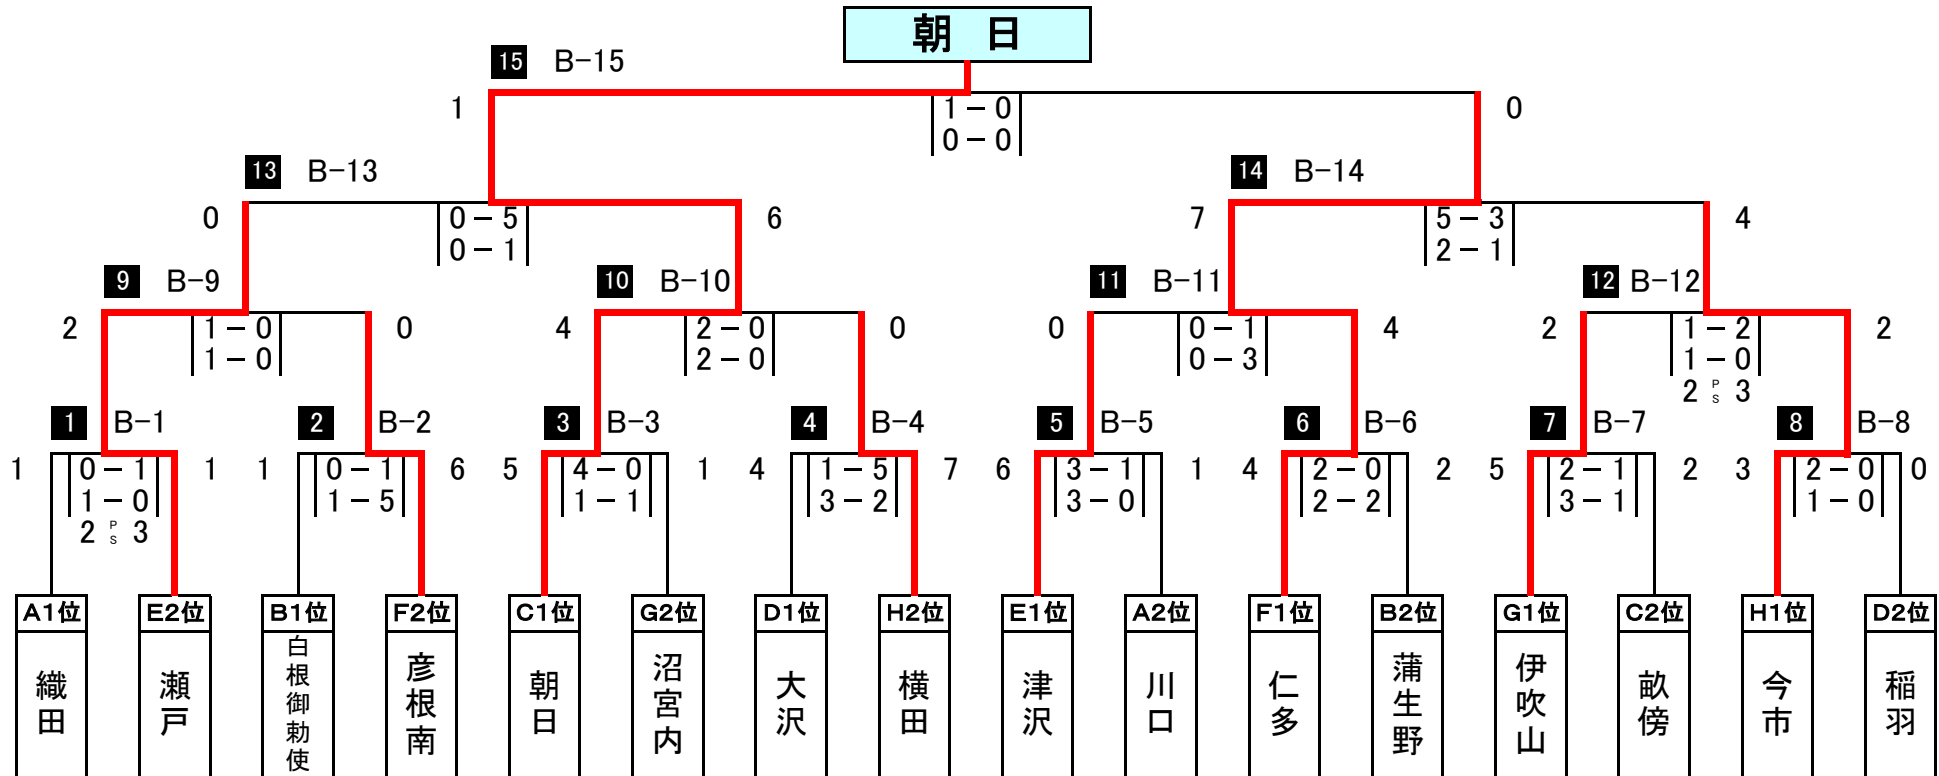 朝 日
15 B-15
1 1-0 0
0-0
13 B-13 14 B-14
0 0-5 6 7 5-3 4
0-1 2-1
9 B-9 10 B-10 11 B-11 12 B-12
2 1-0 0 4 2-0 0 0 0-1 4 2 1-2 2
1-0 2-0 0-3 1-0
2 PS 3
1 B-1 2 B-2 3 B-3 4 B-4 5 B-5 6 B-6 7 B-7 8 B-8
1 0-1 1 1 0-1 6 5 4-0 1 4 1-5 7 6 3-1 1 4 2-0 2 5 2-1 2 3 2-0 0
1-0 1-5 1-1 3-2 3-0 2-2 3-1 1-0
2 PS 3
A1位 E2位 B1位 F2位 C1位 G2位 D1位 H2位 E1位 A2位 F1位 B2位 G1位 C2位 H1位 D2位
織田
瀬戸
白根御勅使
彦根南
朝日
沼宮内
大沢
横田
津沢
川口
仁多
蒲生野
伊吹山
畝傍
今市
稲羽